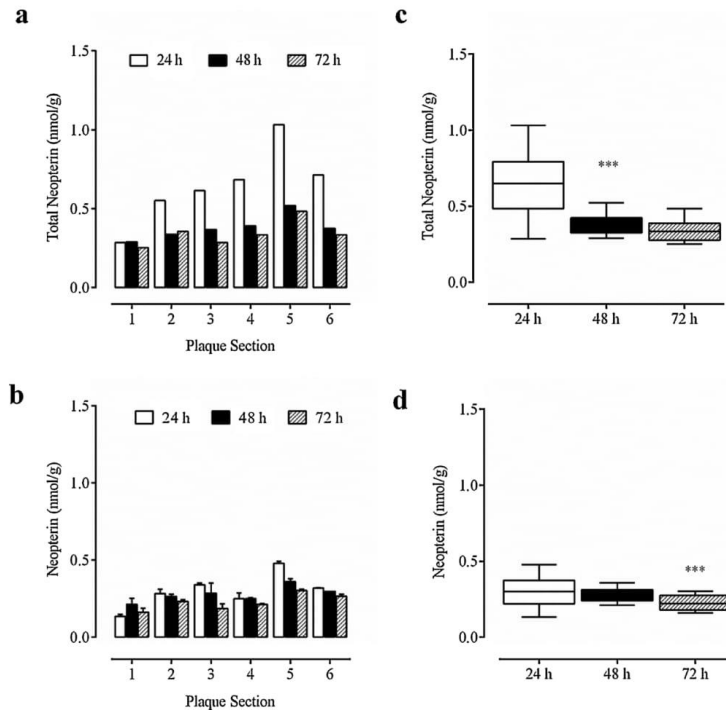 a
1.5
24 h 48 h 72 h
1.0
0.5
0.0
Total Neopterin (nmol/g)
1 2 3 4 5 6
Plaque Section
c
1.5
1.0
***
0.5
0.0
Total Neopterin (nmol/g)
24 h 48 h 72 h
b
1.5
24 h 48 h 72 h
1.0
0.5
0.0
Neopterin (nmol/g)
1 2 3 4 5 6
Plaque Section
d
1.5
1.0
0.5
***
0.0
Neopterin (nmol/g)
24 h 48 h 72 h